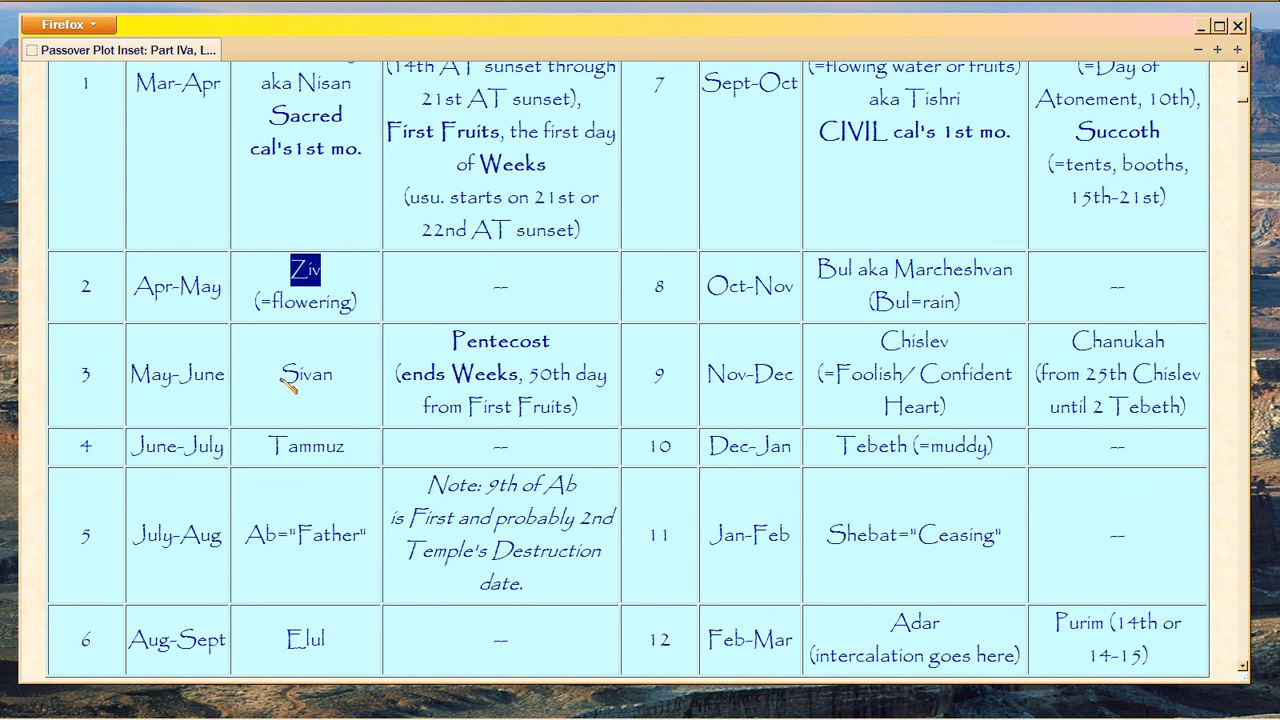 Firefox
Passover Plot Inset: Part IVa, L...
1
Mar-Apr
aka Nisan
Sacred
cal's1st mo.
(14th AT sunset through
21st AT sunset),
First Fruits, the first day
of Weeks
(usu. starts on 21st or
22nd AT sunset)
7
Sept-Oct
(=flowing water or fruits)
aka Tishri
CIVIL cal's 1st mo.
(=Day of
Atonement, 10th),
Succoth
(=tents, booths,
15th-21st)
2
Apr-May
Ziv
(=flowering)
--
8
Oct-Nov
Bul aka Marcheshvan
(Bul=rain)
--
3
May-June
Sivan
Pentecost
(ends Weeks, 50th day
from First Fruits)
9
Nov-Dec
Chislev
(=Foolish/ Confident
Heart)
Chanukah
(from 25th Chislev
until 2 Tebeth)
4
June-July
Tammuz
--
10
Dec-Jan
Tebeth (=muddy)
--
5
July-Aug
Ab="Father"
Note: 9th of Ab
is First and probably 2nd
Temple's Destruction
date.
11
Jan-Feb
Shebat="Ceasing"
--
6
Aug-Sept
Elul
--
12
Feb-Mar
Adar
(intercalation goes here)
Purim (14th or
14-15)